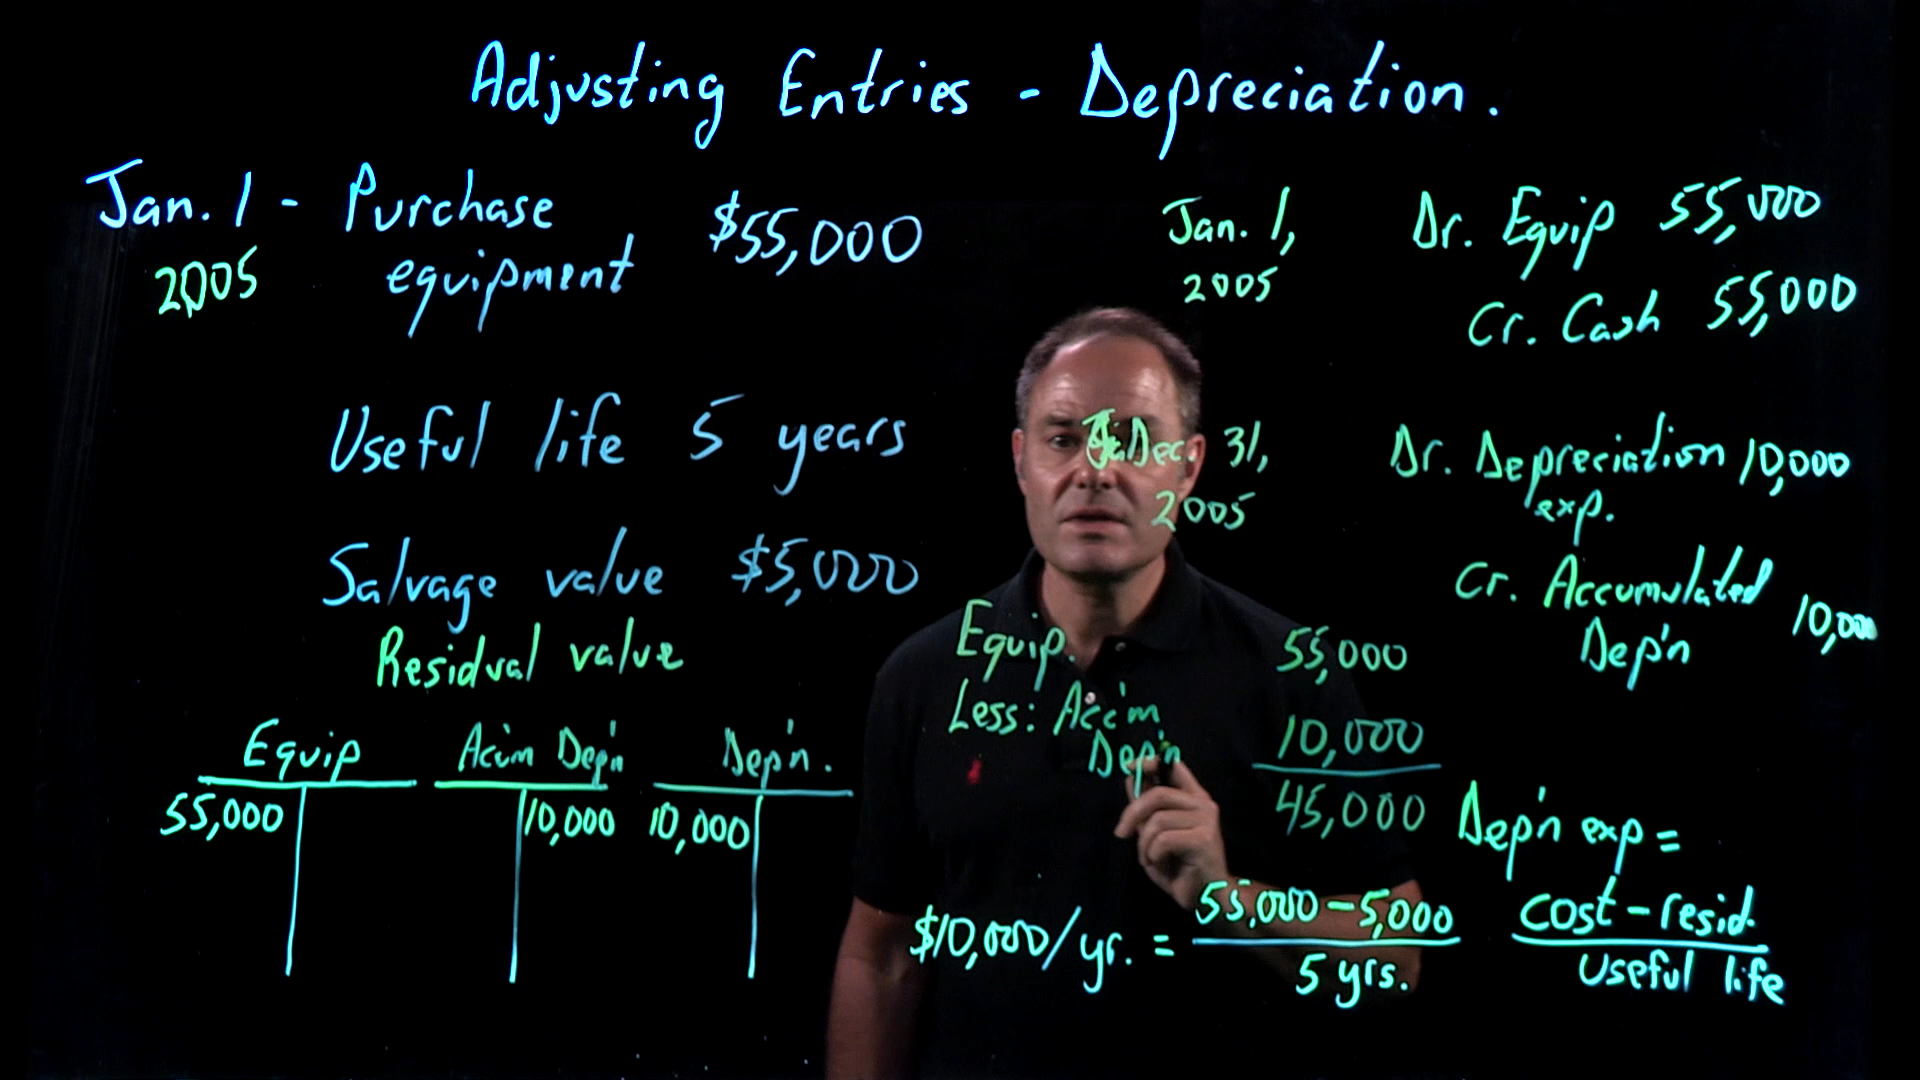 Adjusting Entries - Depreciation.
Jan. 1 - Purchase equipment $55,000
2005
Useful life 5 years
Salvage value $5,000
Residual value
Equip
55,000
Acc'm Dep'n
10,000
Dep'n.
10,000
Jan. 1,
2005
Dr. Equip 55,000
Cr. Cash 55,000
Dec. 31,
2005
Dr. Depreciation 10,000
exp.
Cr. Accumulated
Dep'n 10,000
Equip. 55,000
Less: Acc'm
Dep'n 10,000
45,000
Dep'n exp =
cost - resid.
useful life
$10,000/yr. = 55,000 - 5,000
5 yrs.